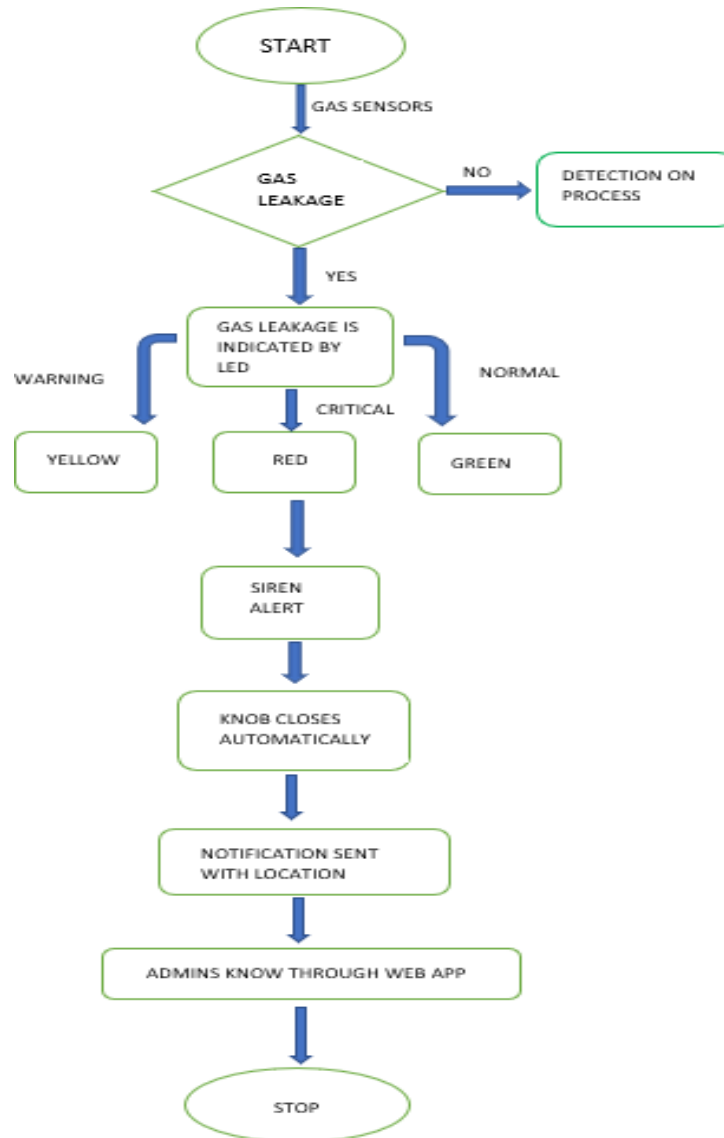 START
GAS SENSORS
GAS
LEAKAGE
NO
DETECTION ON
PROCESS
YES
GAS LEAKAGE IS
INDICATED BY
LED
WARNING
CRITICAL
NORMAL
YELLOW
RED
GREEN
SIREN
ALERT
KNOB CLOSES
AUTOMATICALLY
NOTIFICATION SENT
WITH LOCATION
ADMINS KNOW THROUGH WEB APP
STOP